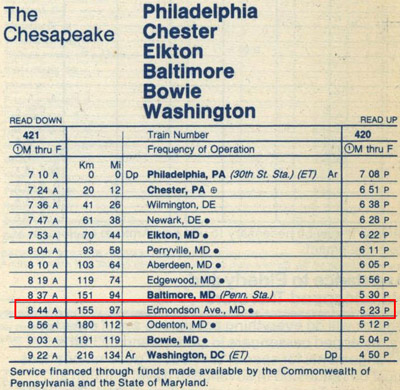 The
Chesapeake
Philadelphia
Chester
Elkton
Baltimore
Bowie
Washington
READ DOWN READ UP
421 Train Number 420
①M thru F Frequency of Operation ①M thru F
Km Mi
7 10 A 0 0 Dp Philadelphia, PA (30th St. Sta.) (ET) Ar 7 08 P
7 24 A 20 12 Chester, PA ⊕ 6 51 P
7 36 A 41 26 Wilmington, DE 6 38 P
7 47 A 61 38 Newark, DE ● 6 28 P
7 53 A 70 44 Elkton, MD ● 6 22 P
8 04 A 93 58 Perryville, MD ● 6 11 P
8 10 A 103 64 Aberdeen, MD ● 6 05 P
8 19 A 119 74 Edgewood, MD ● 5 56 P
8 37 A 151 94 Baltimore, MD (Penn. Sta.) 5 30 P
8 44 A 155 97 Edmondson Ave., MD ● 5 23 P
8 56 A 180 112 Odenton, MD ● 5 12 P
9 03 A 191 119 Bowie, MD ● 5 04 P
9 22 A 216 134 Ar Washington, DC (ET) Dp 4 50 P
Service financed through funds made available by the Commonwealth of
Pennsylvania and the State of Maryland.